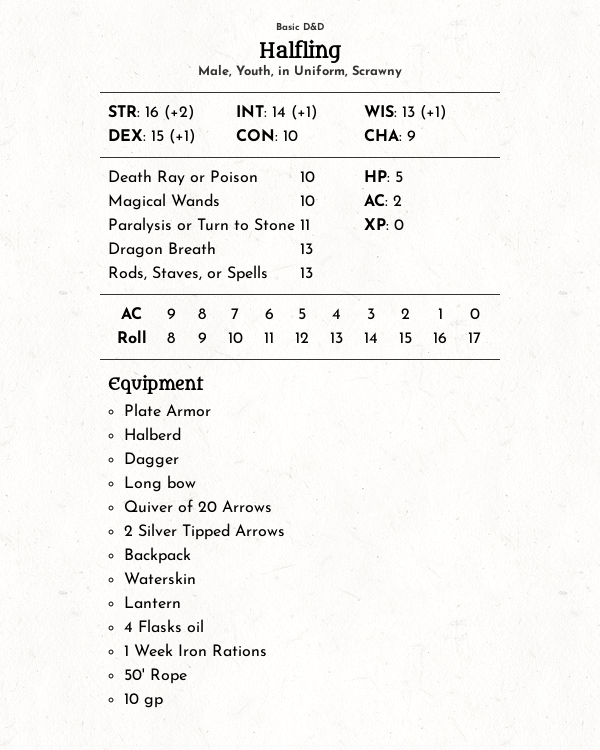 Basic D&D
Halfling
Male, Youth, in Uniform, Scrawny
STR: 16 (+2) INT: 14 (+1) WIS: 13 (+1)
DEX: 15 (+1) CON: 10 CHA: 9
Death Ray or Poison 10 HP: 5
Magical Wands 10 AC: 2
Paralysis or Turn to Stone 11 XP: 0
Dragon Breath 13
Rods, Staves, or Spells 13
AC 9 8 7 6 5 4 3 2 1 0
Roll 8 9 10 11 12 13 14 15 16 17
Equipment
◦ Plate Armor
◦ Halberd
◦ Dagger
◦ Long bow
◦ Quiver of 20 Arrows
◦ 2 Silver Tipped Arrows
◦ Backpack
◦ Waterskin
◦ Lantern
◦ 4 Flasks oil
◦ 1 Week Iron Rations
◦ 50' Rope
◦ 10 gp